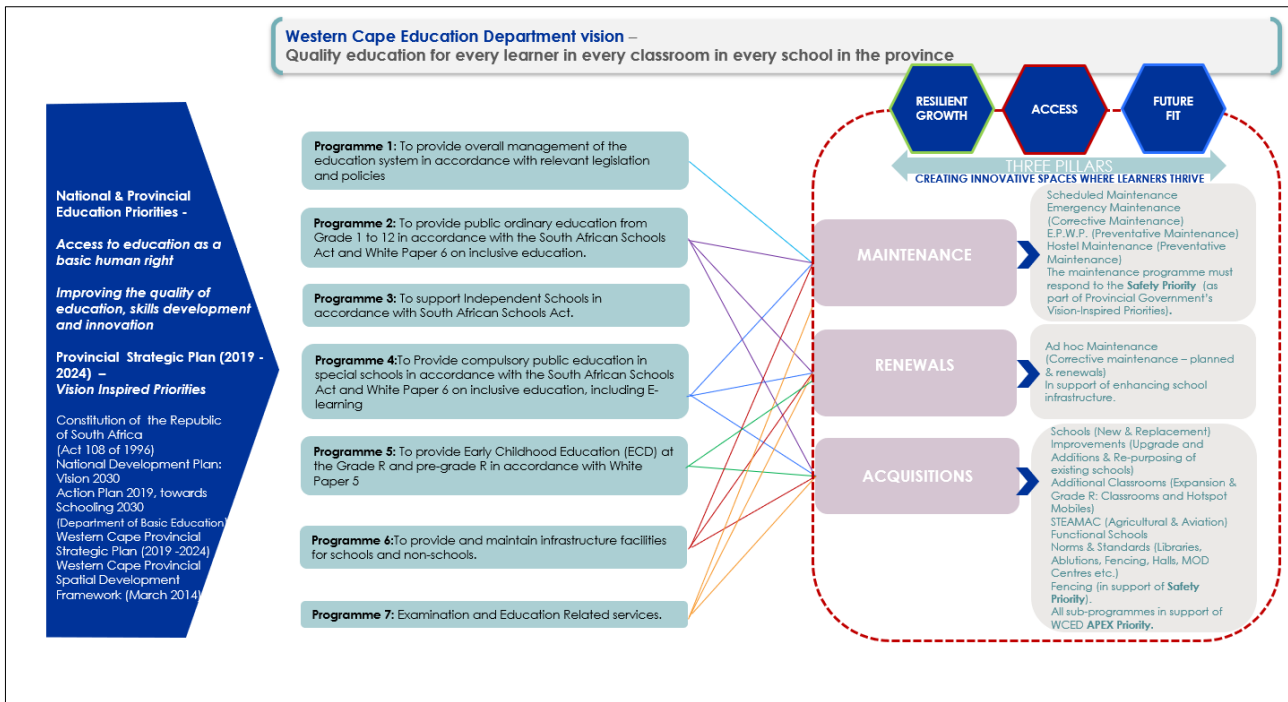 Western Cape Education Department vision –
Quality education for every learner in every classroom in every school in the province
National & Provincial
Education Priorities -
Access to education as a
basic human right
Improving the quality of
education, skills development
and innovation
Provincial Strategic Plan (2019 -
2024) –
Vision Inspired Priorities
Constitution of the Republic
of South Africa
(Act 108 of 1996)
National Development Plan:
Vision 2030
Action Plan 2019, towards
Schooling 2030
(Department of Basic Education)
Western Cape Provincial
Strategic Plan (2019 -2024)
Western Cape Provincial
Spatial Development
Framework (March 2014)
Programme 1: To provide overall management of the
education system in accordance with relevant legislation
and policies
Programme 2: To provide public ordinary education from
Grade 1 to 12 in accordance with the South African Schools
Act and White Paper 6 on inclusive education.
Programme 3: To support Independent Schools in
accordance with South African Schools Act.
Programme 4:To Provide compulsory public education in
special schools in accordance with the South African Schools
Act and White Paper 6 on inclusive education, including E-
learning
Programme 5: To provide Early Childhood Education (ECD) at
the Grade R and pre-grade R in accordance with White
Paper 5
Programme 6:To provide and maintain infrastructure facilities
for schools and non-schools.
Programme 7: Examination and Education Related services.
RESILIENT
GROWTH
ACCESS
FUTURE
FIT
THREE PILLARS
CREATING INNOVATIVE SPACES WHERE LEARNERS THRIVE
MAINTENANCE
Scheduled Maintenance
Emergency Maintenance
(Corrective Maintenance)
E.P.W.P. (Preventative Maintenance)
Hostel Maintenance (Preventative
Maintenance)
The maintenance programme must
respond to the Safety Priority (as
part of Provincial Government's
Vision-Inspired Priorities).
RENEWALS
Ad hoc Maintenance
(Corrective maintenance – planned
& renewals)
In support of enhancing school
infrastructure.
ACQUISITIONS
Schools (New & Replacement)
Improvements (Upgrade and
Additions & Re-purposing of
existing schools)
Additional Classrooms (Expansion &
Grade R: Classrooms and Hotspot
Mobiles)
STEAMAC (Agricultural & Aviation)
Functional Schools
Norms & Standards (Libraries,
Ablutions, Fencing, Halls, MOD
Centres etc.)
Fencing (in support of Safety
Priority).
All sub-programmes in support of
WCED APEX Priority.